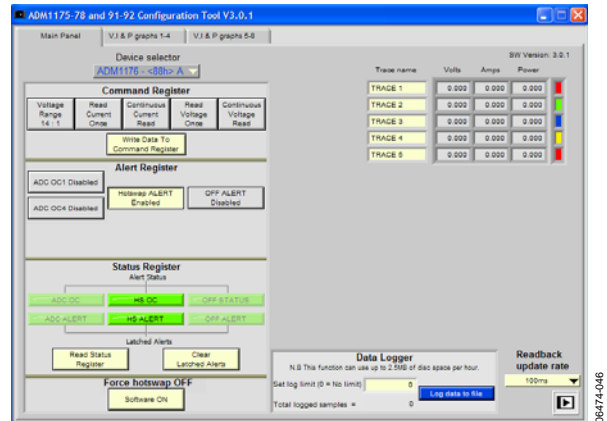 ADM1175-78 and 91-92 Configuration Tool V3.0.1
Main Panel
V,I & P graphs 1-4
V,I & P graphs 5-8
SW Version: 3.0.1
Device selector
ADM1176 - <88h> A
Command Register
Voltage Range 14 : 1
Read Current Once
Continuous Current Read
Read Voltage Once
Continuous Voltage Read
Write Data To Command Register
Alert Register
ADC OC1 Disabled
Hotswap ALERT Enabled
OFF ALERT Disabled
ADC OC4 Disabled
Status Register
Alert Status
ADC OC
HS OC
OFF STATUS
ADC ALERT
HS ALERT
OFF ALERT
Latched Alerts
Read Status Register
Clear Latched Alerts
Force hotswap OFF
Software ON
Trace name Volts Amps Power
TRACE 1 0.000 0.000 0.000
TRACE 2 0.000 0.000 0.000
TRACE 3 0.000 0.000 0.000
TRACE 4 0.000 0.000 0.000
TRACE 5 0.000 0.000 0.000
Data Logger
N.B This function can use up to 2.5MB of disc space per hour.
Set log limit (0 = No limit) 0
Log data to file
Total logged samples = 0
Readback update rate
100ms
06474-046